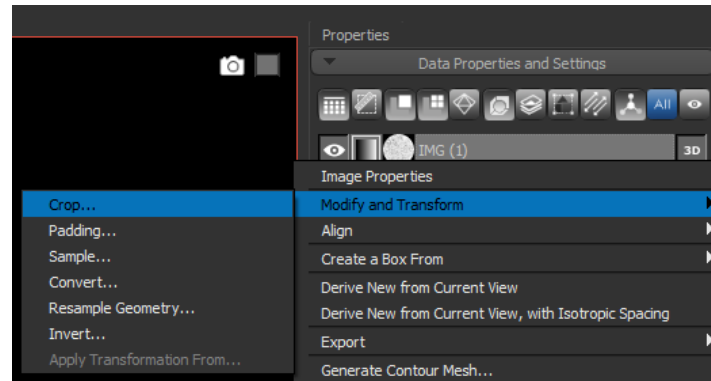 Properties
Data Properties and Settings
All
IMG (1)
3D
Image Properties
Modify and Transform
Align
Create a Box From
Derive New from Current View
Derive New from Current View, with Isotropic Spacing
Export
Generate Contour Mesh...
Crop...
Padding...
Sample...
Convert...
Resample Geometry...
Invert...
Apply Transformation From...